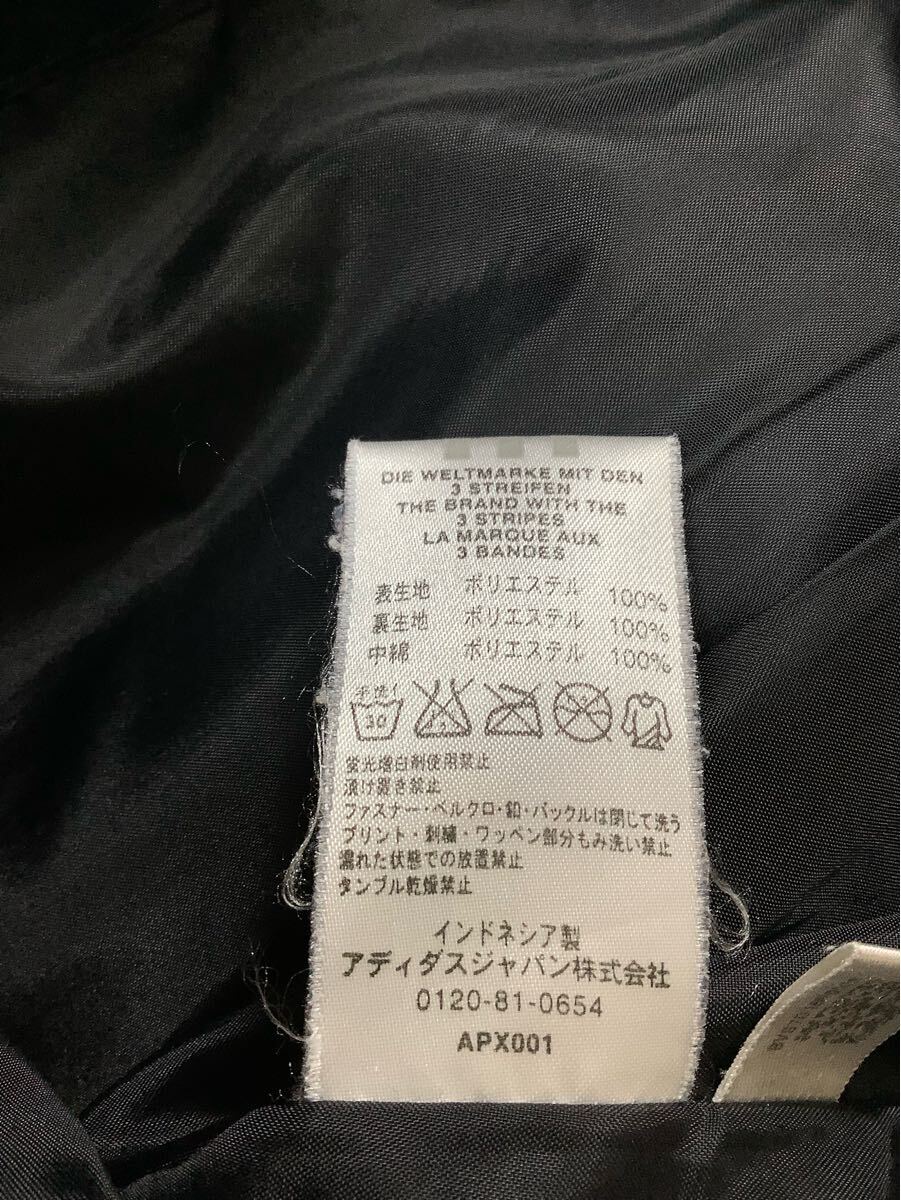 DIE WELTMARKE MIT DEN
3 STREIFEN
THE BRAND WITH THE
3 STRIPES
LA MARQUE AUX
3 BANDES
表生地 ポリエステル 100%
裏生地 ポリエステル 100%
中綿 ポリエステル 100%
手洗イ
30
蛍光増白剤使用禁止
漬け置き禁止
ファスナー・ベルクロ・釦・バックルは閉じて洗う
プリント・刺繍・ワッペン部分もみ洗い禁止
濡れた状態での放置禁止
タンブル乾燥禁止
インドネシア製
アディダスジャパン株式会社
0120-81-0654
APX001